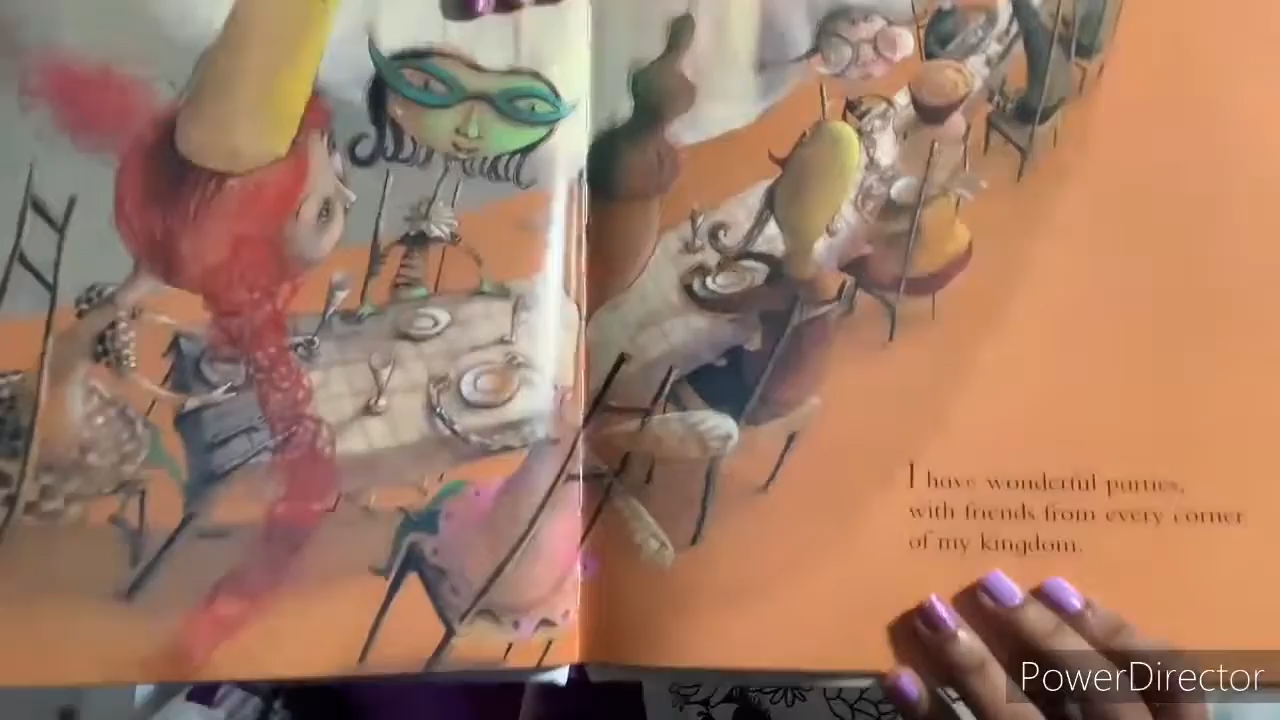 I have wonderful parties,
with friends from every corner
of my kingdom.
PowerDirector